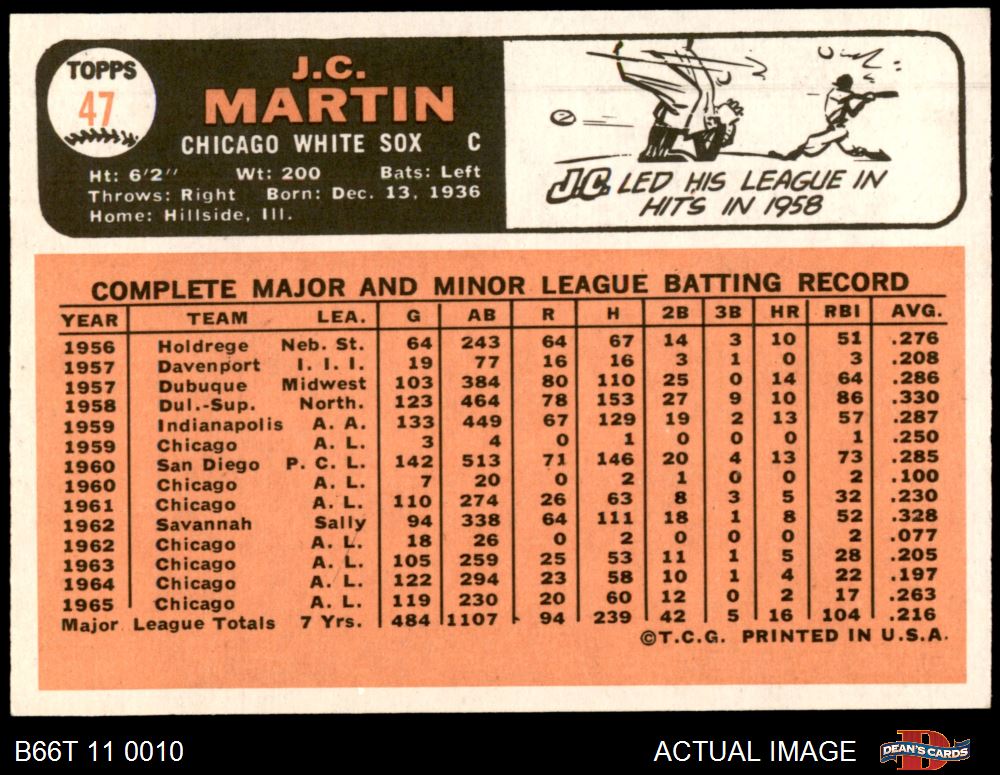 TOPPS
47
J.C.
MARTIN
CHICAGO WHITE SOX C
Ht: 6'2" Wt: 200 Bats: Left
Throws: Right Born: Dec. 13, 1936
Home: Hillside, Ill.
J.C. LED HIS LEAGUE IN
HITS IN 1958
COMPLETE MAJOR AND MINOR LEAGUE BATTING RECORD
YEAR TEAM LEA. G AB R H 2B 3B HR RBI AVG.
1956 Holdrege Neb. St. 64 243 64 67 14 3 10 51 .276
1957 Davenport I. I. I. 19 77 16 16 3 1 0 3 .208
1957 Dubuque Midwest 103 384 80 110 25 0 14 64 .286
1958 Dul.-Sup. North. 123 464 78 153 27 9 10 86 .330
1959 Indianapolis A. A. 133 449 67 129 19 2 13 57 .287
1959 Chicago A. L. 3 4 0 1 0 0 0 1 .250
1960 San Diego P. C. L. 142 513 71 146 20 4 13 73 .285
1960 Chicago A. L. 7 20 0 2 1 0 0 2 .100
1961 Chicago A. L. 110 274 26 63 8 3 5 32 .230
1962 Savannah Sally 94 338 64 111 18 1 8 52 .328
1962 Chicago A. L. 18 26 0 2 0 0 0 2 .077
1963 Chicago A. L. 105 259 25 53 11 1 5 28 .205
1964 Chicago A. L. 122 294 23 58 10 1 4 22 .197
1965 Chicago A. L. 119 230 20 60 12 0 2 17 .263
Major League Totals 7 Yrs. 484 1107 94 239 42 5 16 104 .216
©T.C.G. PRINTED IN U.S.A.
B66T 11 0010 ACTUAL IMAGE DEAN'S CARDS